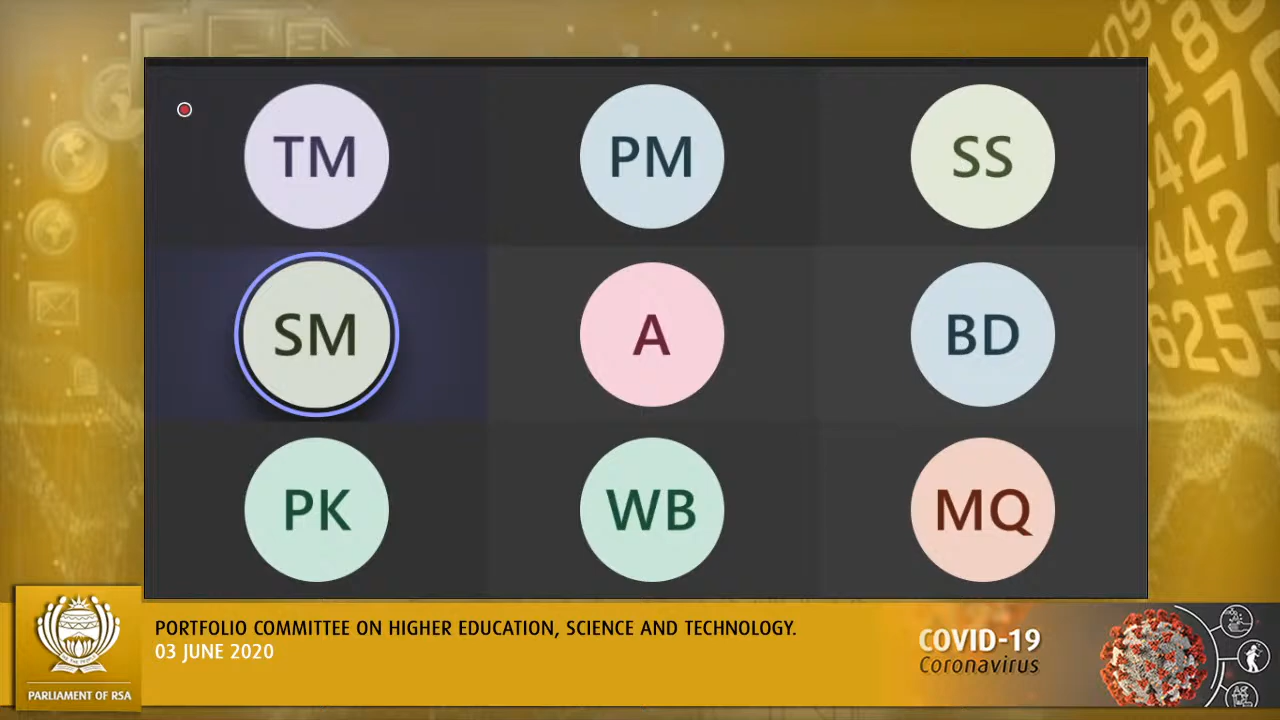 TM
PM
SS
SM
A
BD
PK
WB
MQ
PORTFOLIO COMMITTEE ON HIGHER EDUCATION, SCIENCE AND TECHNOLOGY.
03 JUNE 2020
PARLIAMENT OF RSA
COVID-19
Coronavirus